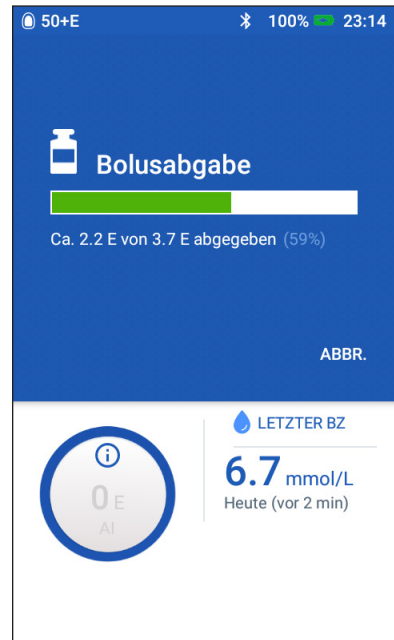 50+E 100% 23:14
Bolusabgabe
Ca. 2.2 E von 3.7 E abgegeben (59%)
ABBR.
LETZTER BZ
6.7 mmol/L
Heute (vor 2 min)
0 E
AI